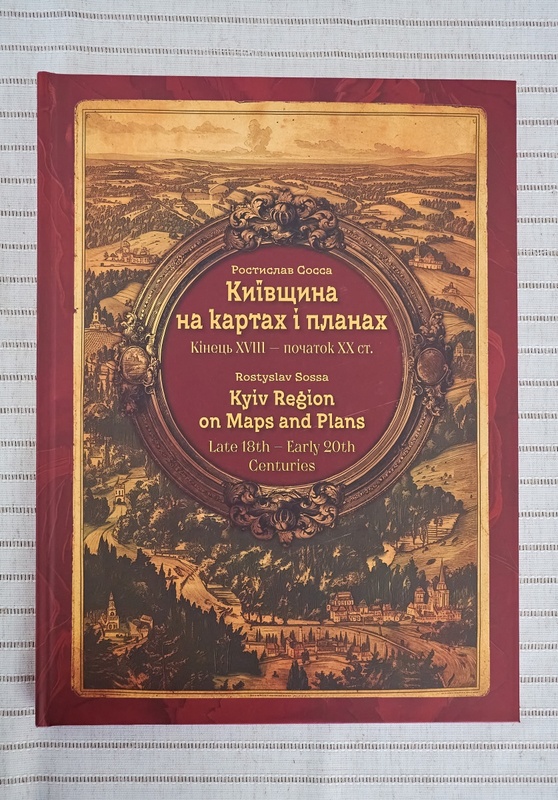 Ростислав Сосса
Київщина
на картах і планах
Кінець XVIII — початок XX ст.
Rostyslav Sossa
Kyiv Region
on Maps and Plans
Late 18th — Early 20th
Centuries